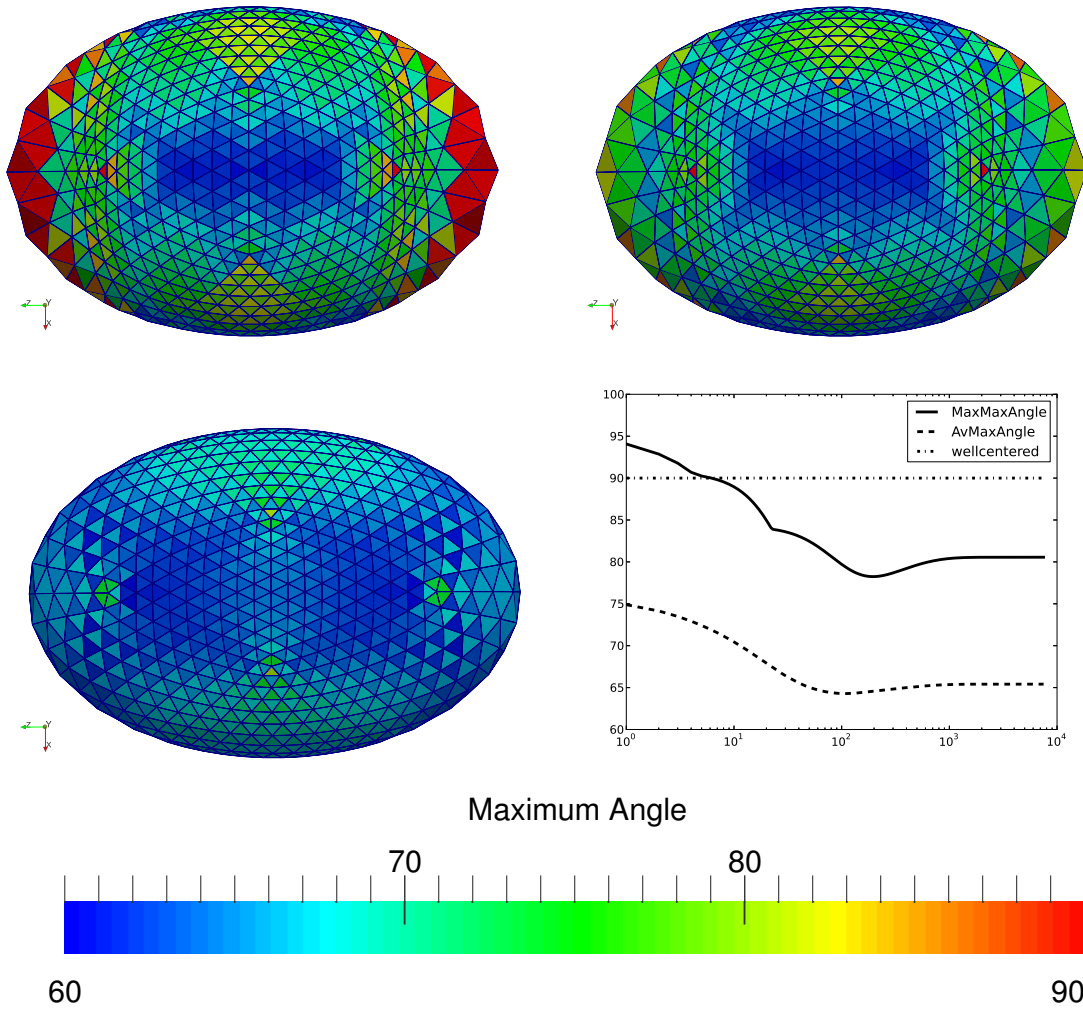 Z Y
X
Z Y
X
Z Y
X
100
95
90
85
80
75
70
65
60
10^0 10^1 10^2 10^3 10^4
MaxMaxAngle
AvMaxAngle
wellcentered
Maximum Angle
70 80
60 90